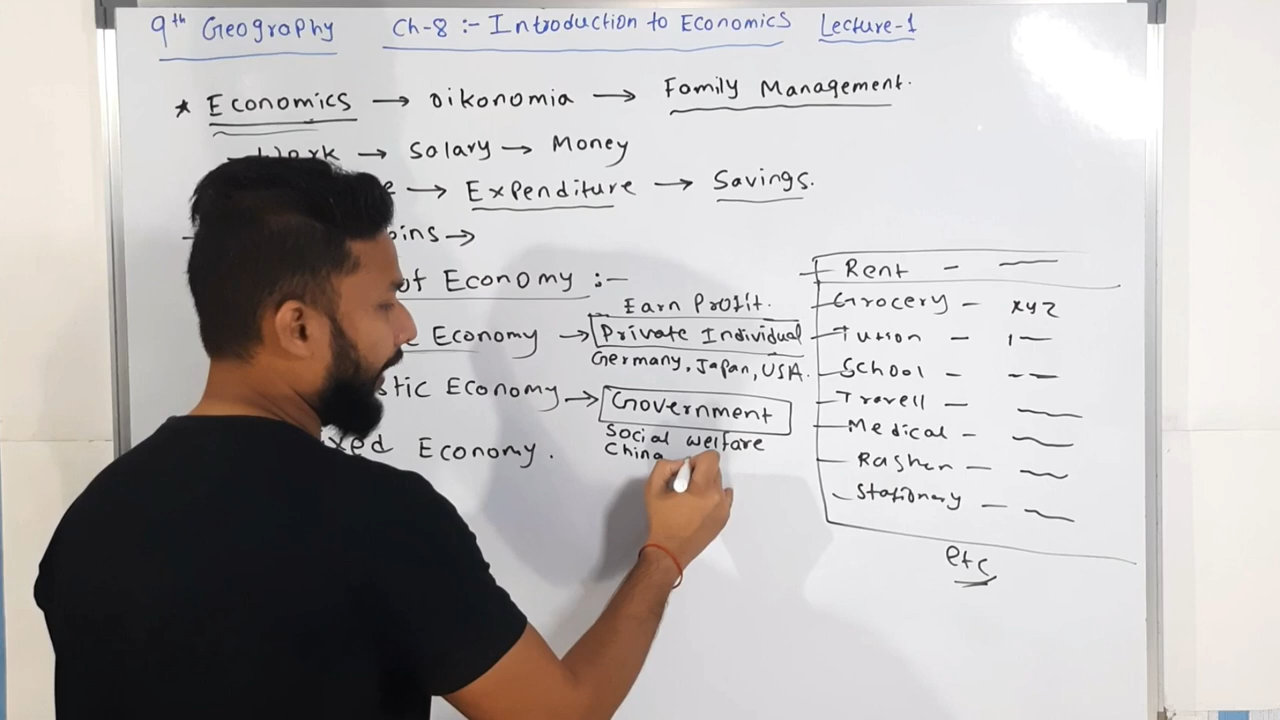 9th Geography Ch-8 :- Introduction to Economics Lecture-1
* Economics → oikonomia → Family Management.
→ Salary → Money
→ Expenditure → Savings.
→
of Economy :-
Earn Profit.
Economy → Private Individual
Germany, Japan, USA.
Economy → Government
Social welfare
China
Economy.
Rent -
Grocery - xyz
Tution -
School -
Travell -
Medical -
Rashen -
Stationary -
etc